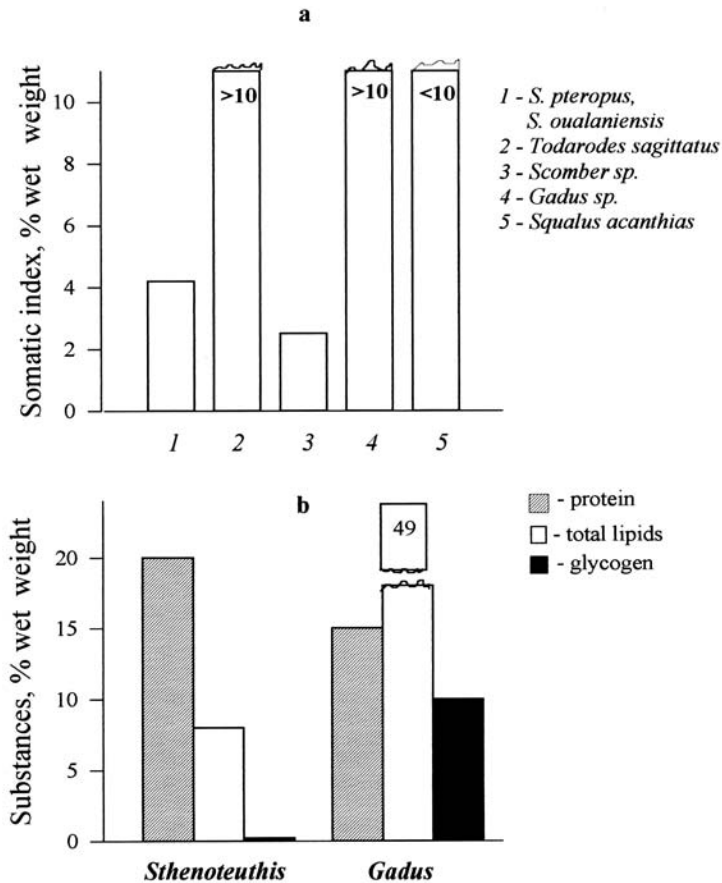 a
Somatic index, % wet weight
10
8
6
4
2
0
>10
>10
<10
1 2 3 4 5
1 - S. pteropus,
S. oualaniensis
2 - Todarodes sagittatus
3 - Scomber sp.
4 - Gadus sp.
5 - Squalus acanthias
b
Substances, % wet weight
20
15
10
5
0
49
Sthenoteuthis Gadus
- protein
- total lipids
- glycogen